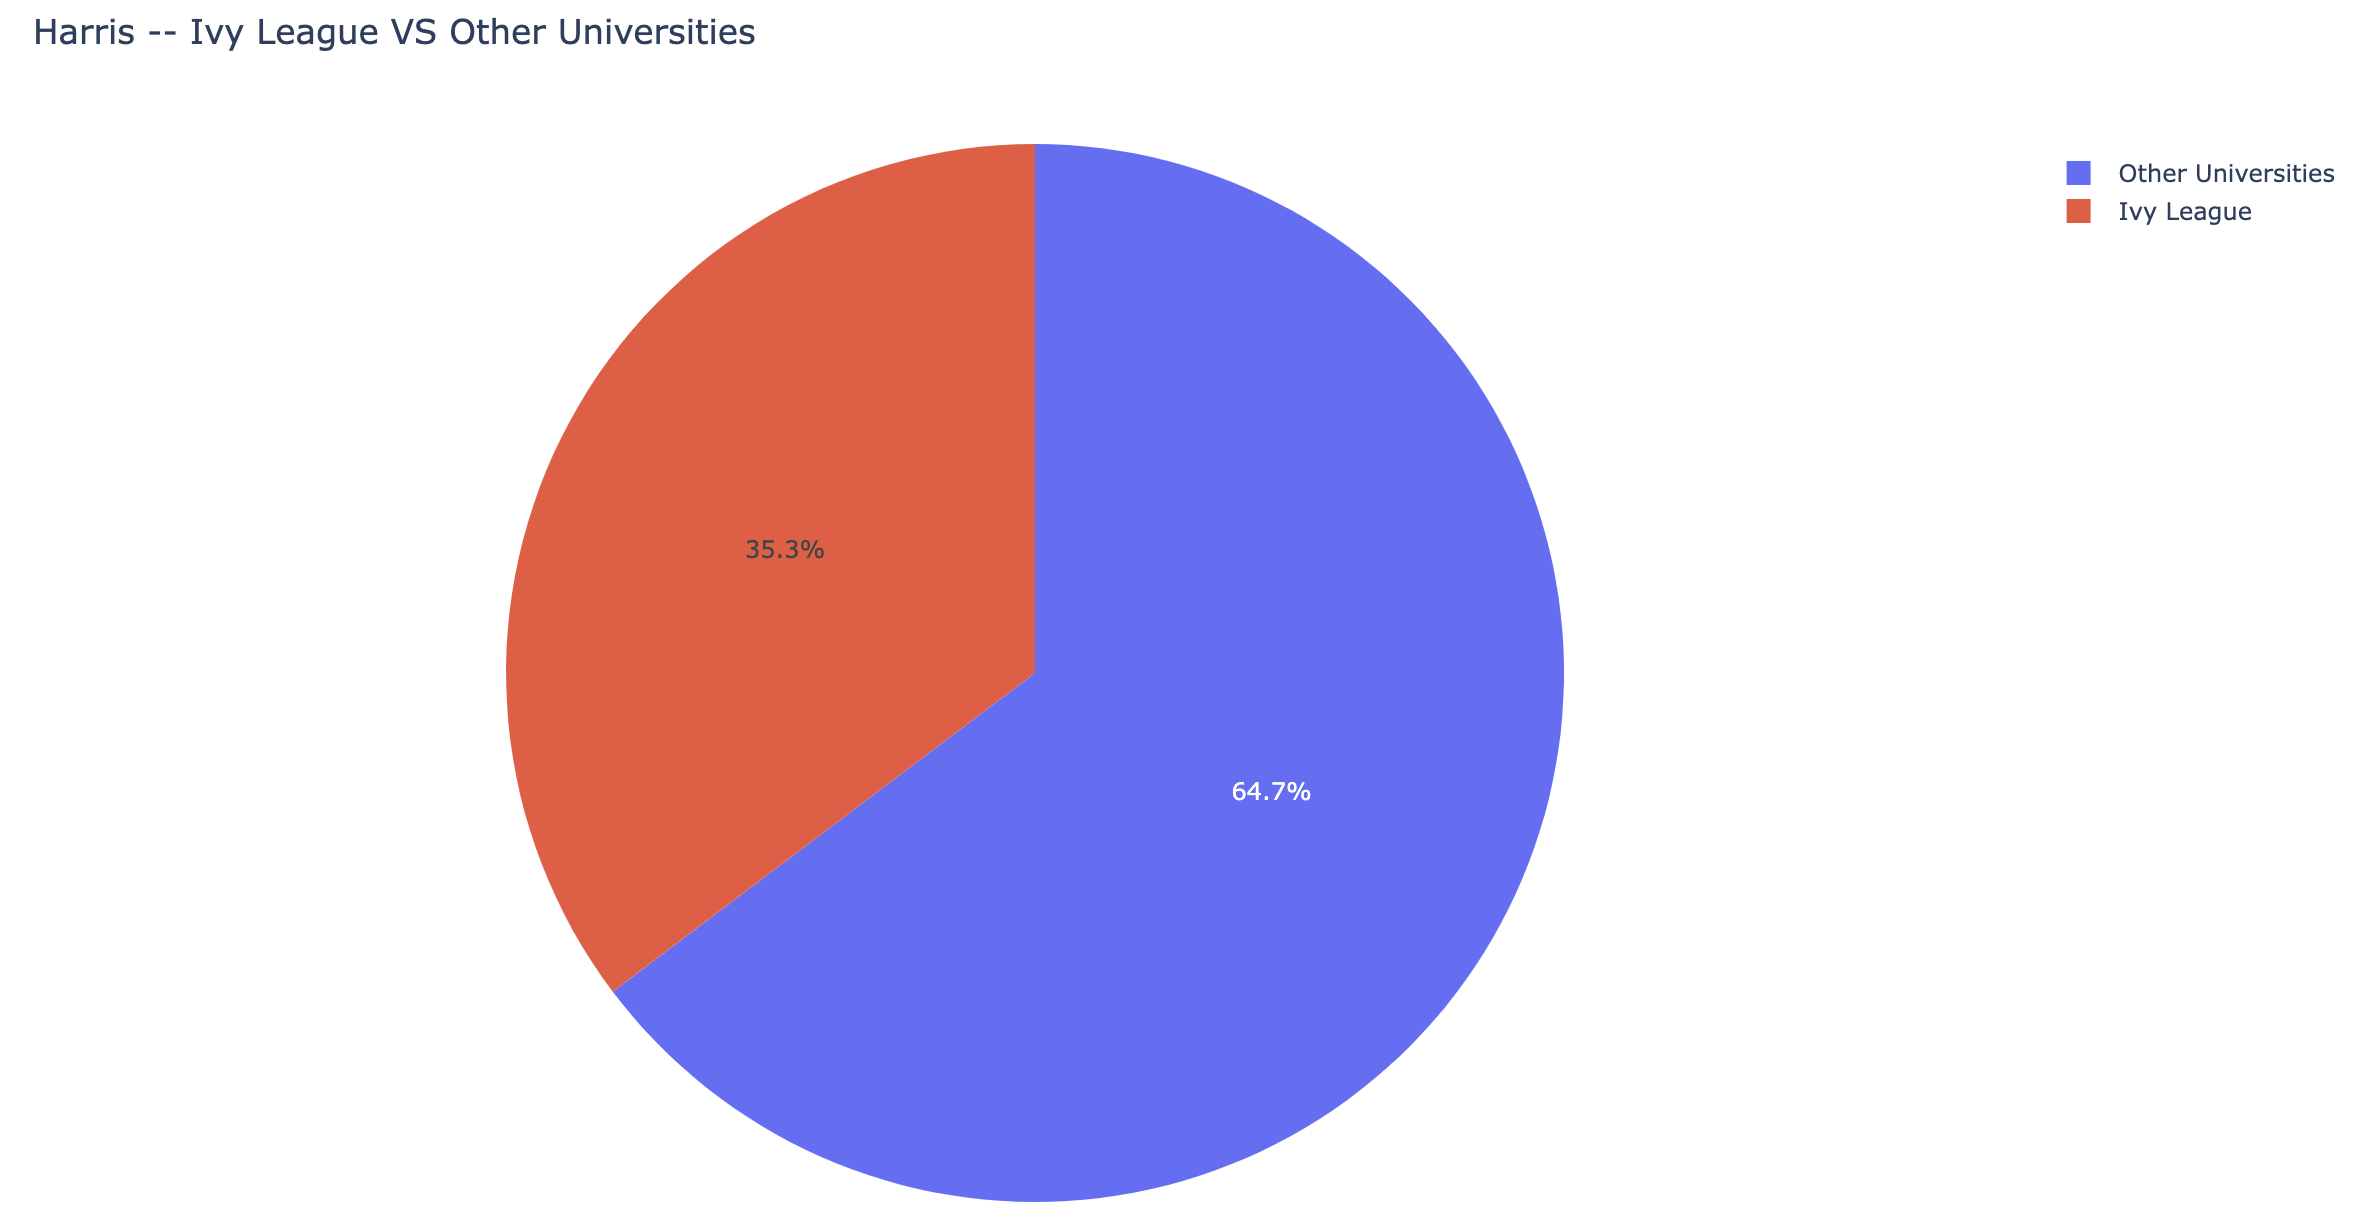 Harris -- Ivy League VS Other Universities
Other Universities
Ivy League
35.3%
64.7%